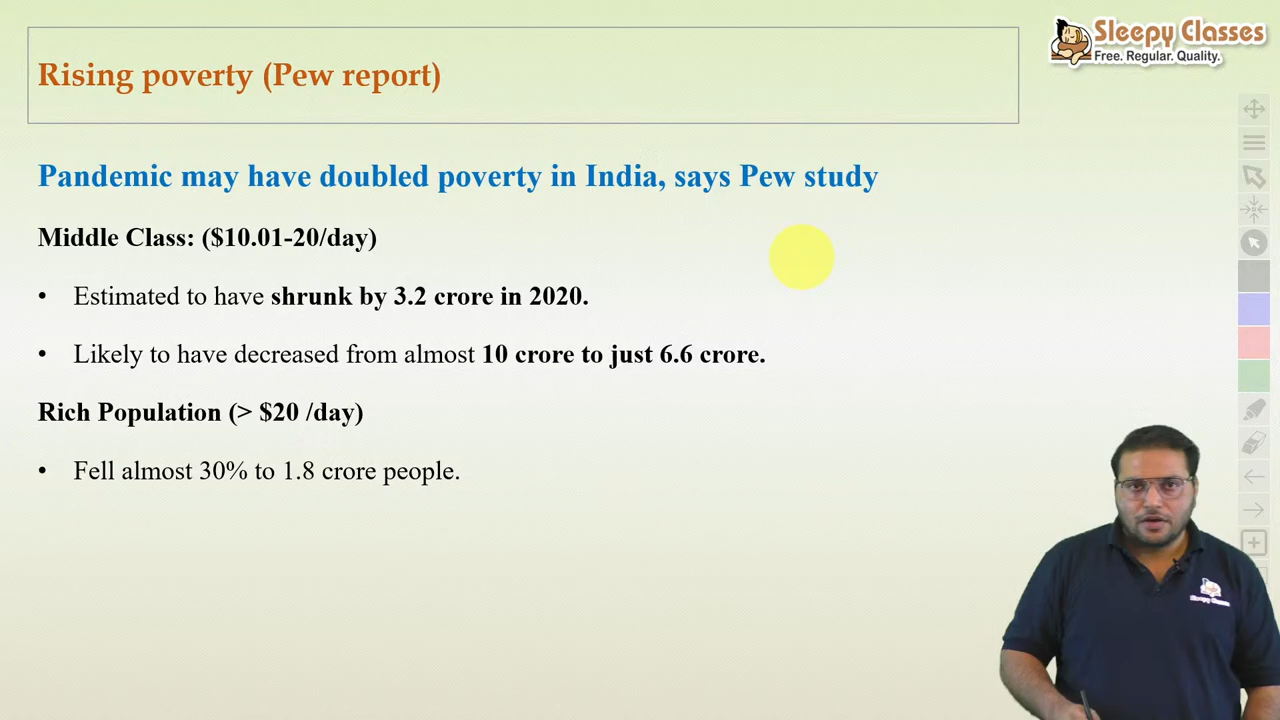 Sleepy Classes
Free. Regular. Quality.
Rising poverty (Pew report)
Pandemic may have doubled poverty in India, says Pew study
Middle Class: ($10.01-20/day)
• Estimated to have shrunk by 3.2 crore in 2020.
• Likely to have decreased from almost 10 crore to just 6.6 crore.
Rich Population (> $20 /day)
• Fell almost 30% to 1.8 crore people.
Sleepy Classes